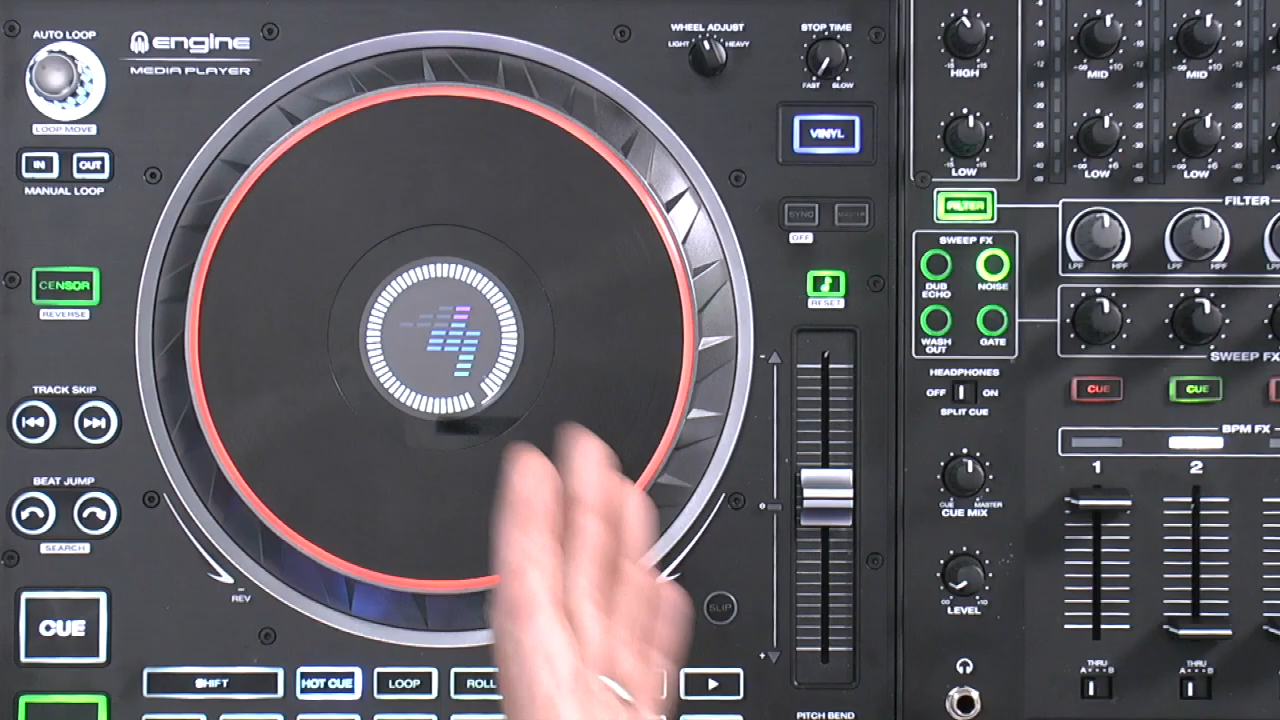 AUTO LOOP
LOOP MOVE
IN OUT
MANUAL LOOP
engine
MEDIA PLAYER
WHEEL ADJUST
LIGHT HEAVY
STOP TIME
FAST SLOW
VINYL
SYNC MASTER
OFF
RESET
CENSOR
REVERSE
TRACK SKIP
BEAT JUMP
SEARCH
CUE
- REV
SHIFT
HOT CUE
LOOP
ROLL
SLIP
PITCH BEND
HIGH
LOW
MID
LOW
MID
LOW
FILTER
FILTER
LPF HPF
LPF HPF
LPF
SWEEP FX
DUB ECHO
NOISE
WASH OUT
GATE
SWEEP FX
HEADPHONES
OFF ON
SPLIT CUE
CUE
CUE
BPM FX
1
2
CUE MASTER
CUE MIX
LEVEL
THRU
A B
THRU
A B